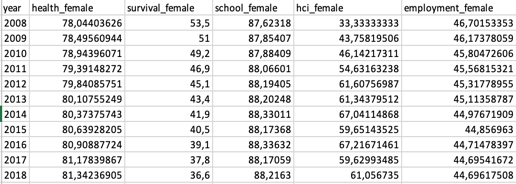 year health_female survival_female school_female hci_female employment_female
2008 78,04403626 53,5 87,62318 33,33333333 46,70153353
2009 78,49560944 51 87,85407 43,75819506 46,17378059
2010 78,94396071 49,2 87,88409 46,14217311 45,80472606
2011 79,39148272 46,9 88,06601 54,63163238 45,56815321
2012 79,84085751 45,1 88,19405 61,60756987 45,31778955
2013 80,10755249 43,4 88,20248 61,34379512 45,11358787
2014 80,37375743 41,9 88,33011 67,04114868 44,97671909
2015 80,63928205 40,5 88,17368 59,65143525 44,856963
2016 80,90887724 39,1 88,33632 67,21671461 44,71478397
2017 81,17839867 37,8 88,17059 59,62993485 44,69541672
2018 81,34236905 36,6 88,2163 61,056735 44,69617508